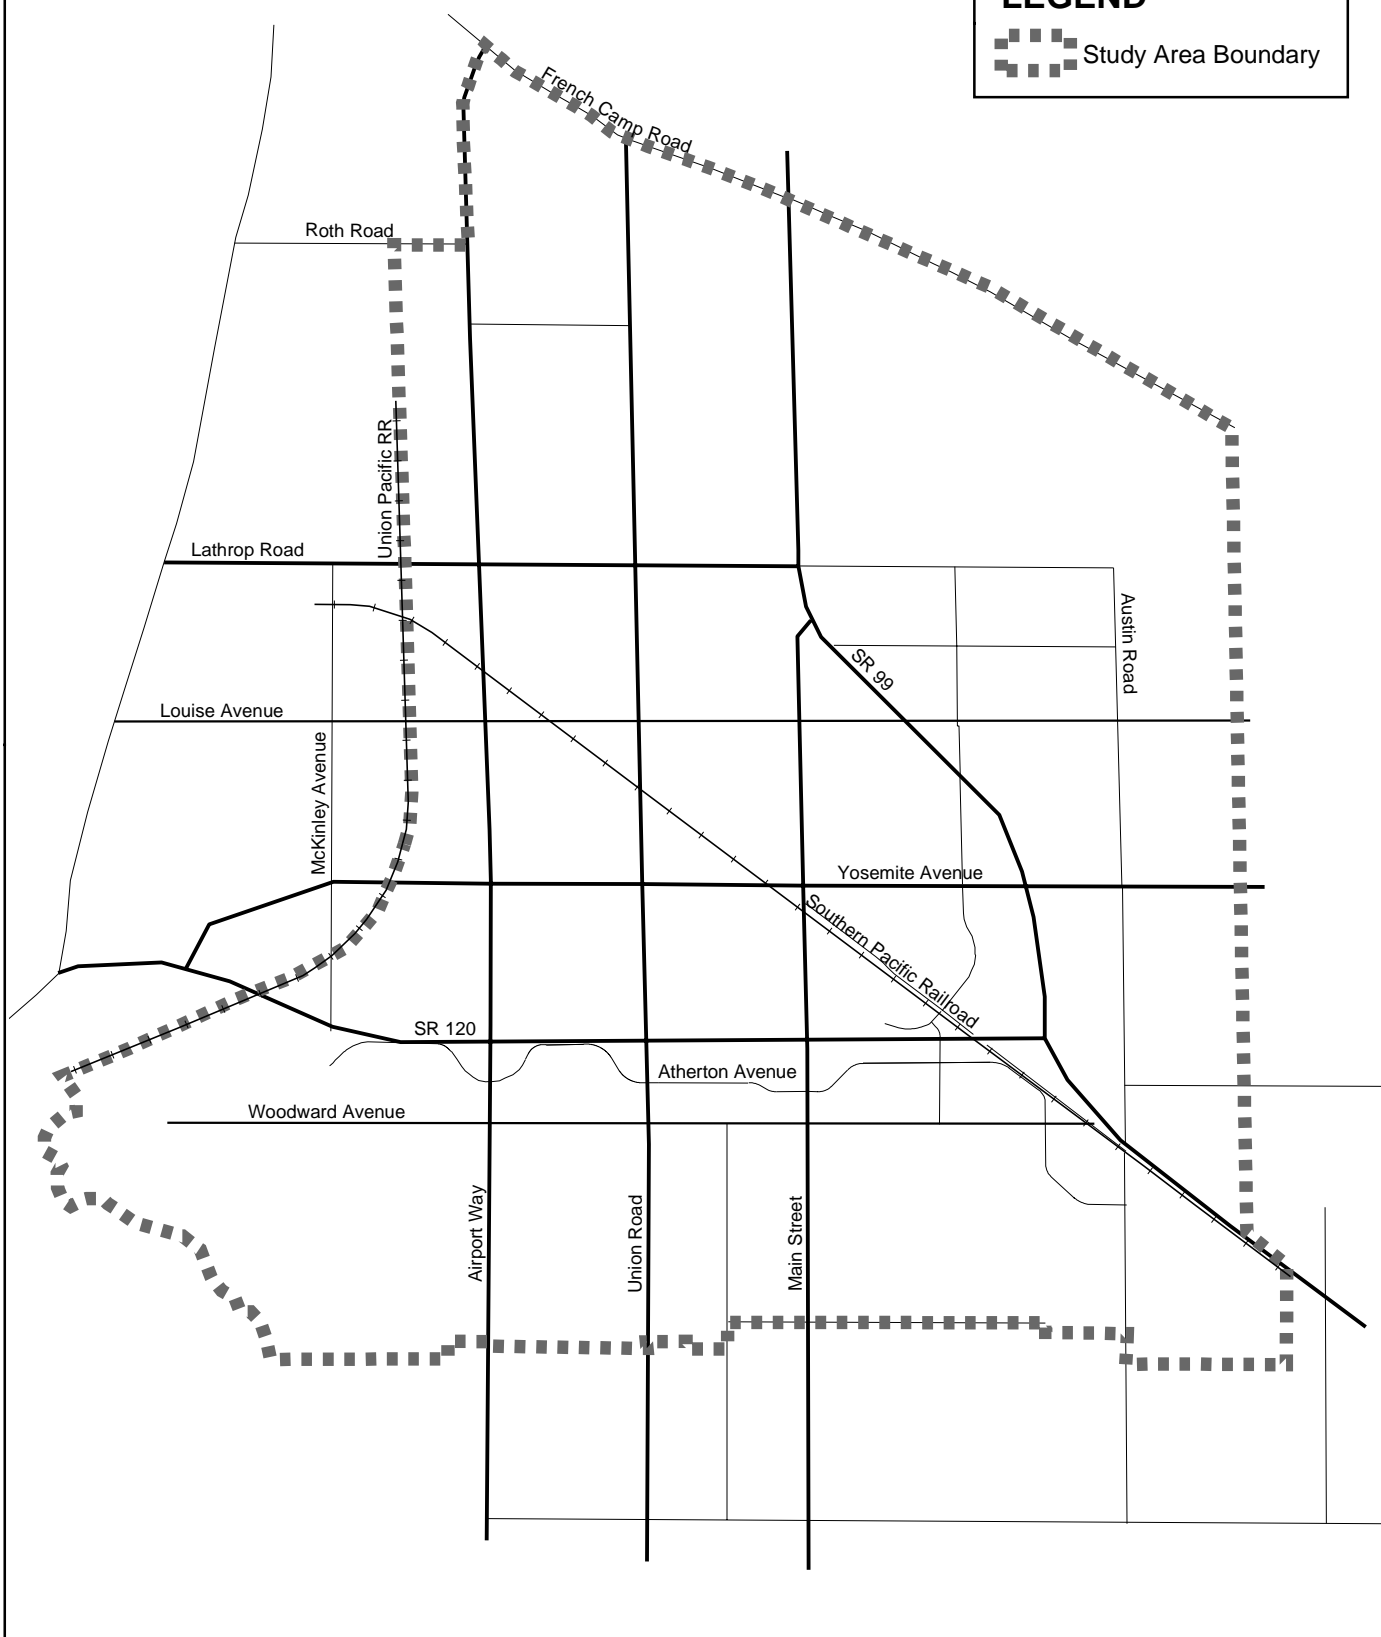 LEGEND
Study Area Boundary
French Camp Road
Roth Road
Union Pacific RR
Lathrop Road
Austin Road
SR 99
Louise Avenue
McKinley Avenue
Yosemite Avenue
Southern Pacific Railroad
SR 120
Atherton Avenue
Woodward Avenue
Airport Way
Union Road
Main Street